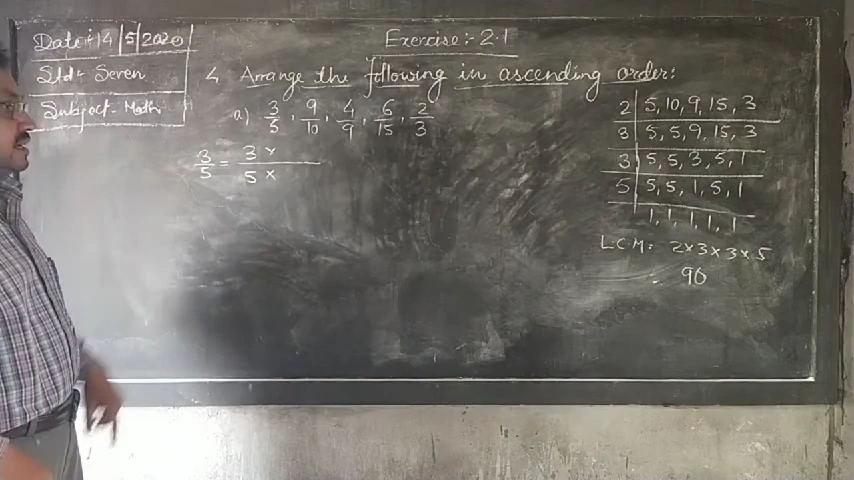 Date:- 14/5/2020
Std:- Seven
Subject- Maths
Exercise:- 2.1
4 Arrange the following in ascending order:
a) 3/5, 9/10, 4/9, 6/15, 2/3
3/5 = 3 × / 5 ×
2 | 5, 10, 9, 15, 3
3 | 5, 5, 9, 15, 3
3 | 5, 5, 3, 5, 1
5 | 5, 5, 1, 5, 1
1, 1, 1, 1, 1
L.C.M = 2×3×3×5
90